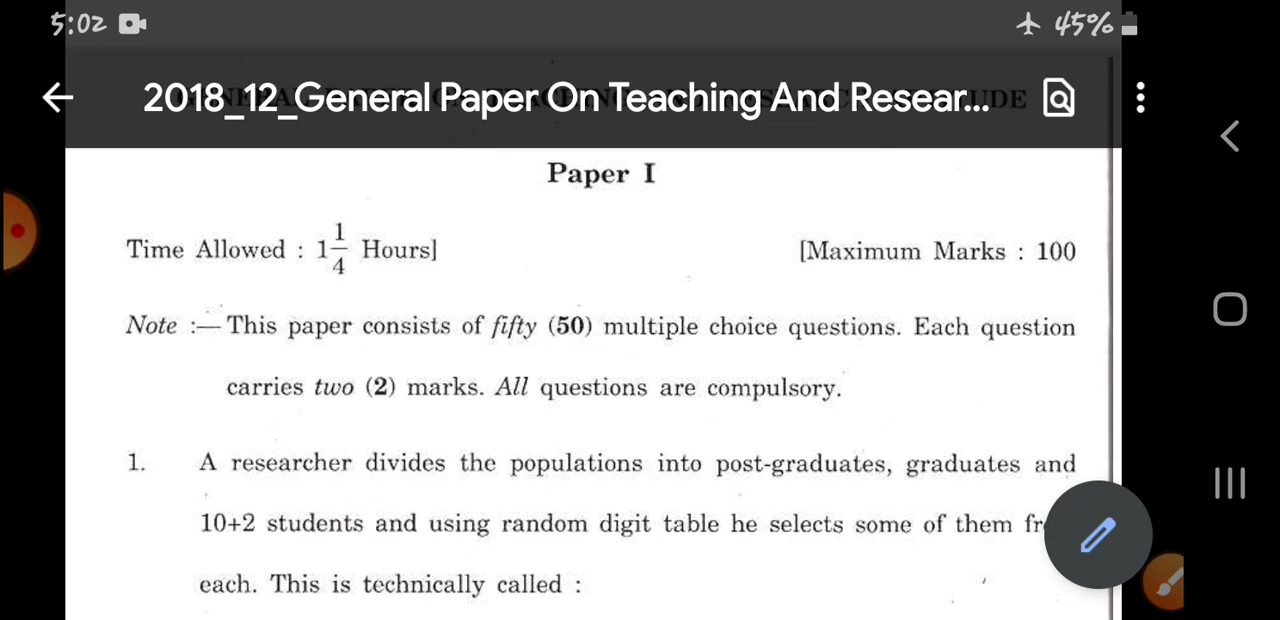 5:02 45%
2018_12_General Paper On Teaching And Resear...
Paper I
Time Allowed : 1 1/4 Hours] [Maximum Marks : 100
Note :— This paper consists of fifty (50) multiple choice questions. Each question
carries two (2) marks. All questions are compulsory.
1. A researcher divides the populations into post-graduates, graduates and
10+2 students and using random digit table he selects some of them
each. This is technically called :